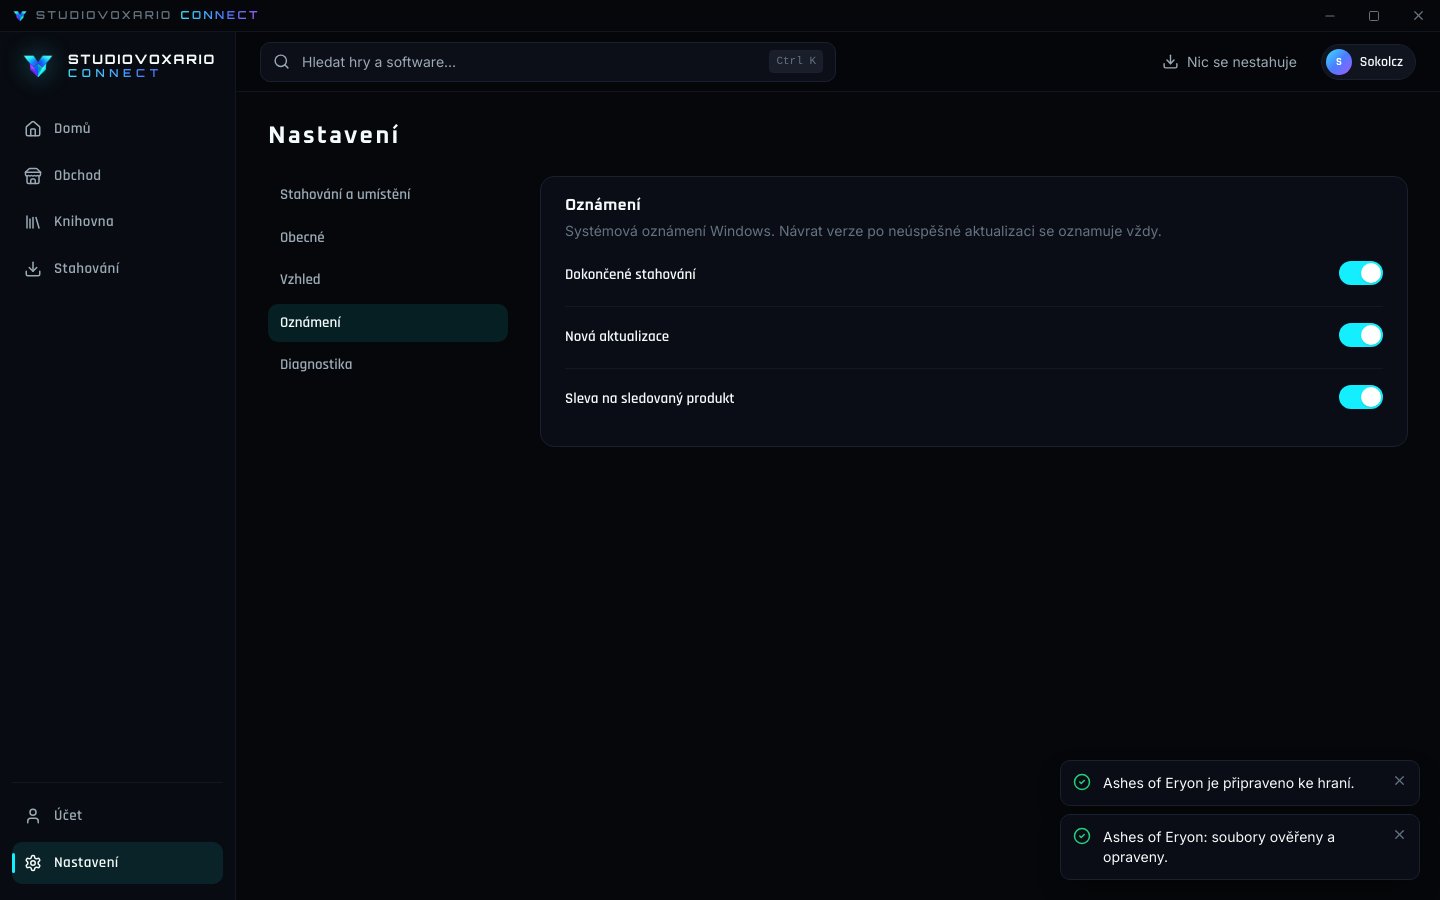 STUDIOVOXARIO CONNECT
STUDIOVOXARIO
CONNECT
Hledat hry a software...
Ctrl K
Nic se nestahuje
S
Sokolcz
Domů
Obchod
Knihovna
Stahování
Nastavení
Stahování a umístění
Obecné
Vzhled
Oznámení
Diagnostika
Oznámení
Systémová oznámení Windows. Návrat verze po neúspěšné aktualizaci se oznamuje vždy.
Dokončené stahování
Nová aktualizace
Sleva na sledovaný produkt
Účet
Nastavení
Ashes of Eryon je připraveno ke hraní.
Ashes of Eryon: soubory ověřeny a
opraveny.